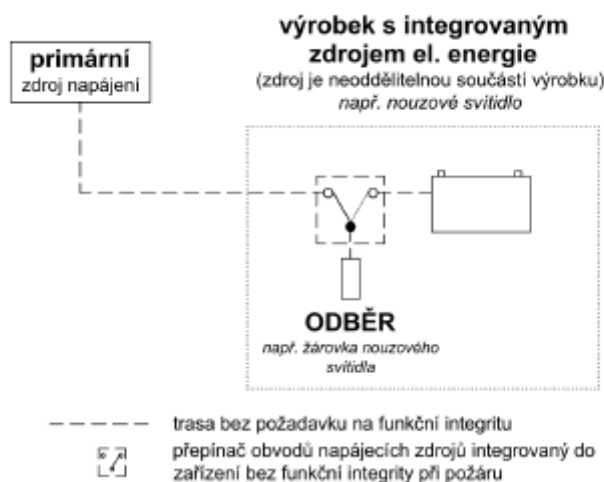 výrobek s integrovaným
zdrojem el. energie
(zdroj je neoddělitelnou součástí výrobku)
např. nouzové svítidlo
primární
zdroj napájení
ODBĚR
např. žárovka nouzového
svítidla
trasa bez požadavku na funkční integritu
přepínač obvodů napájecích zdrojů integrovaný do
zařízení bez funkční integrity při požáru